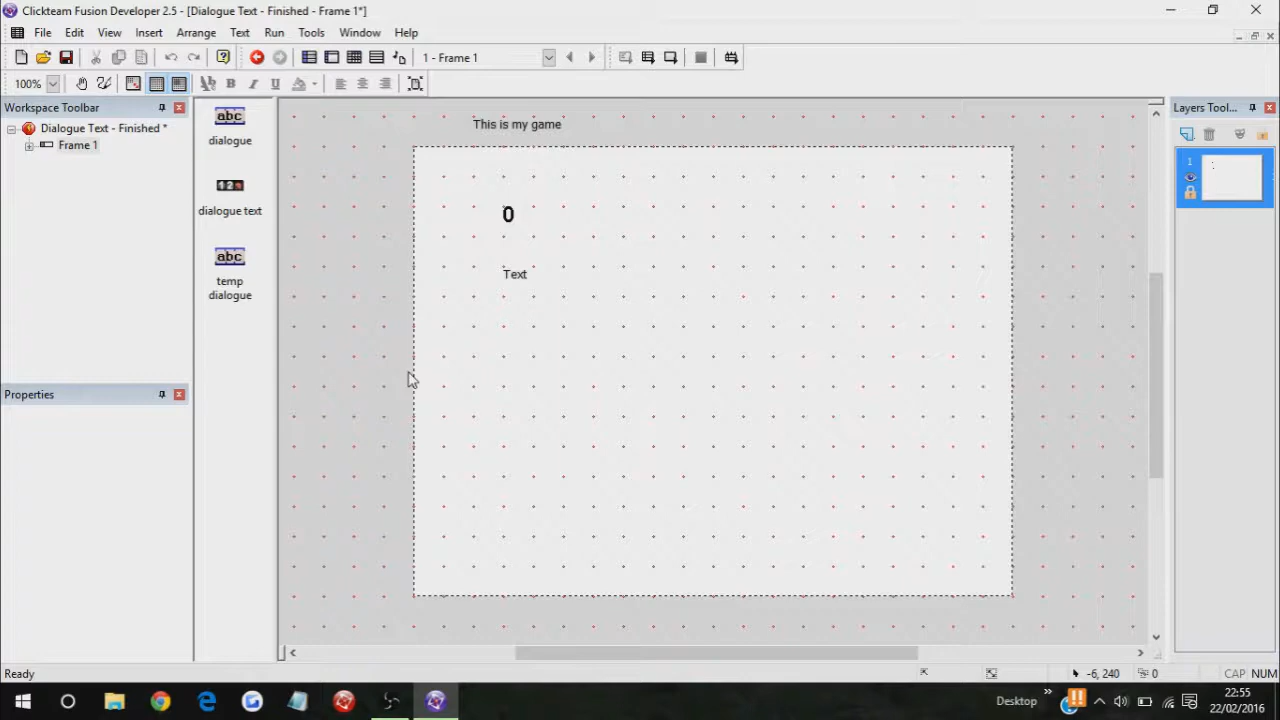 Clickteam Fusion Developer 2.5 - [Dialogue Text - Finished - Frame 1*]
File Edit View Insert Arrange Text Run Tools Window Help
1 - Frame 1
100%
Workspace Toolbar
Dialogue Text - Finished *
Frame 1
Properties
abc
dialogue
dialogue text
abc
temp
dialogue
This is my game
0
Text
Layers Tool...
1
Ready
-6, 240
0
CAP NUM
Desktop
22:55
22/02/2016